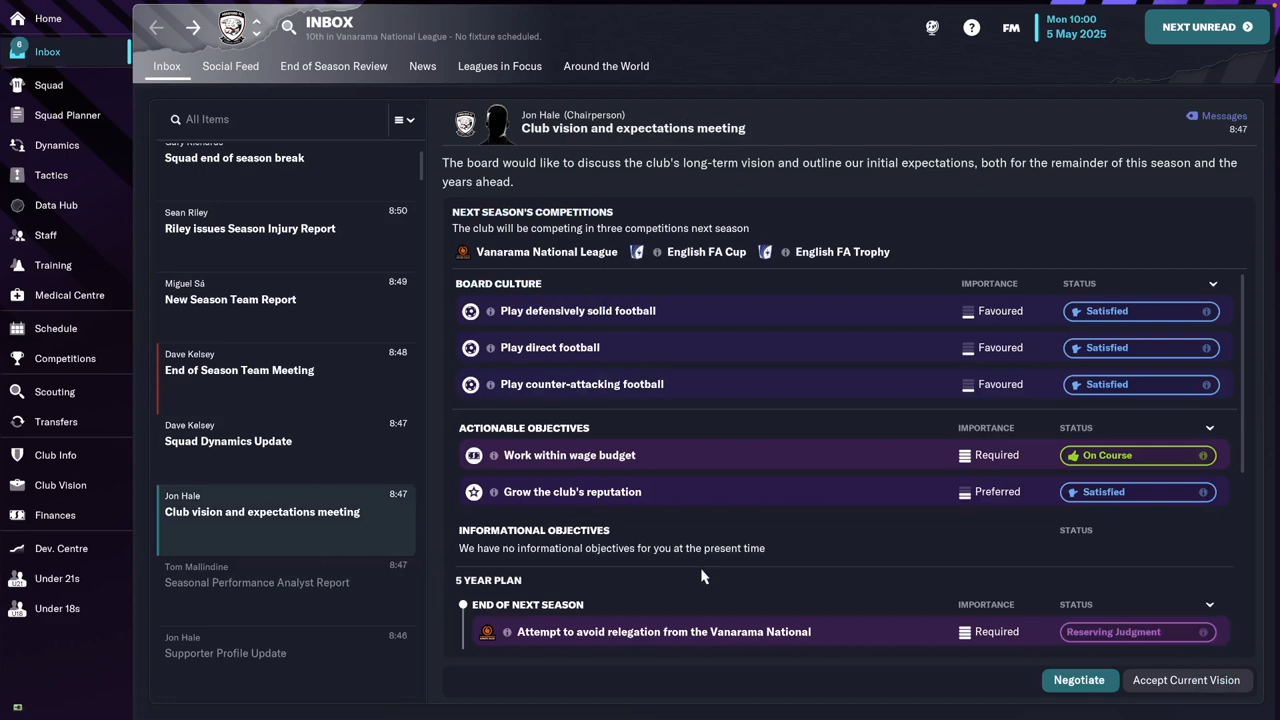 Home
6
Inbox
Squad
Squad Planner
Dynamics
Tactics
Data Hub
Staff
Training
Medical Centre
Schedule
Competitions
Scouting
Transfers
Club Info
Club Vision
Finances
Dev. Centre
U21
Under 21s
U18
Under 18s
INBOX
10th in Vanarama National League - No fixture scheduled.
?
FM
Mon 10:00
5 May 2025
NEXT UNREAD
Inbox
Social Feed
End of Season Review
News
Leagues in Focus
Around the World
All Items
Gary Richards
Squad end of season break
Sean Riley
8:50
Riley issues Season Injury Report
Miguel Sá
8:49
New Season Team Report
Dave Kelsey
8:48
End of Season Team Meeting
Dave Kelsey
8:47
Squad Dynamics Update
Jon Hale
8:47
Club vision and expectations meeting
Tom Mallindine
8:47
Seasonal Performance Analyst Report
Jon Hale
8:46
Supporter Profile Update
Jon Hale (Chairperson)
Club vision and expectations meeting
Messages
8:47
The board would like to discuss the club's long-term vision and outline our initial expectations, both for the remainder of this season and the
years ahead.
NEXT SEASON'S COMPETITIONS
The club will be competing in three competitions next season
Vanarama National League
English FA Cup
English FA Trophy
BOARD CULTURE
IMPORTANCE
STATUS
Play defensively solid football
Favoured
Satisfied
Play direct football
Favoured
Satisfied
Play counter-attacking football
Favoured
Satisfied
ACTIONABLE OBJECTIVES
IMPORTANCE
STATUS
Work within wage budget
Required
On Course
Grow the club's reputation
Preferred
Satisfied
INFORMATIONAL OBJECTIVES
STATUS
We have no informational objectives for you at the present time
5 YEAR PLAN
END OF NEXT SEASON
IMPORTANCE
STATUS
Attempt to avoid relegation from the Vanarama National
Required
Reserving Judgment
Negotiate
Accept Current Vision